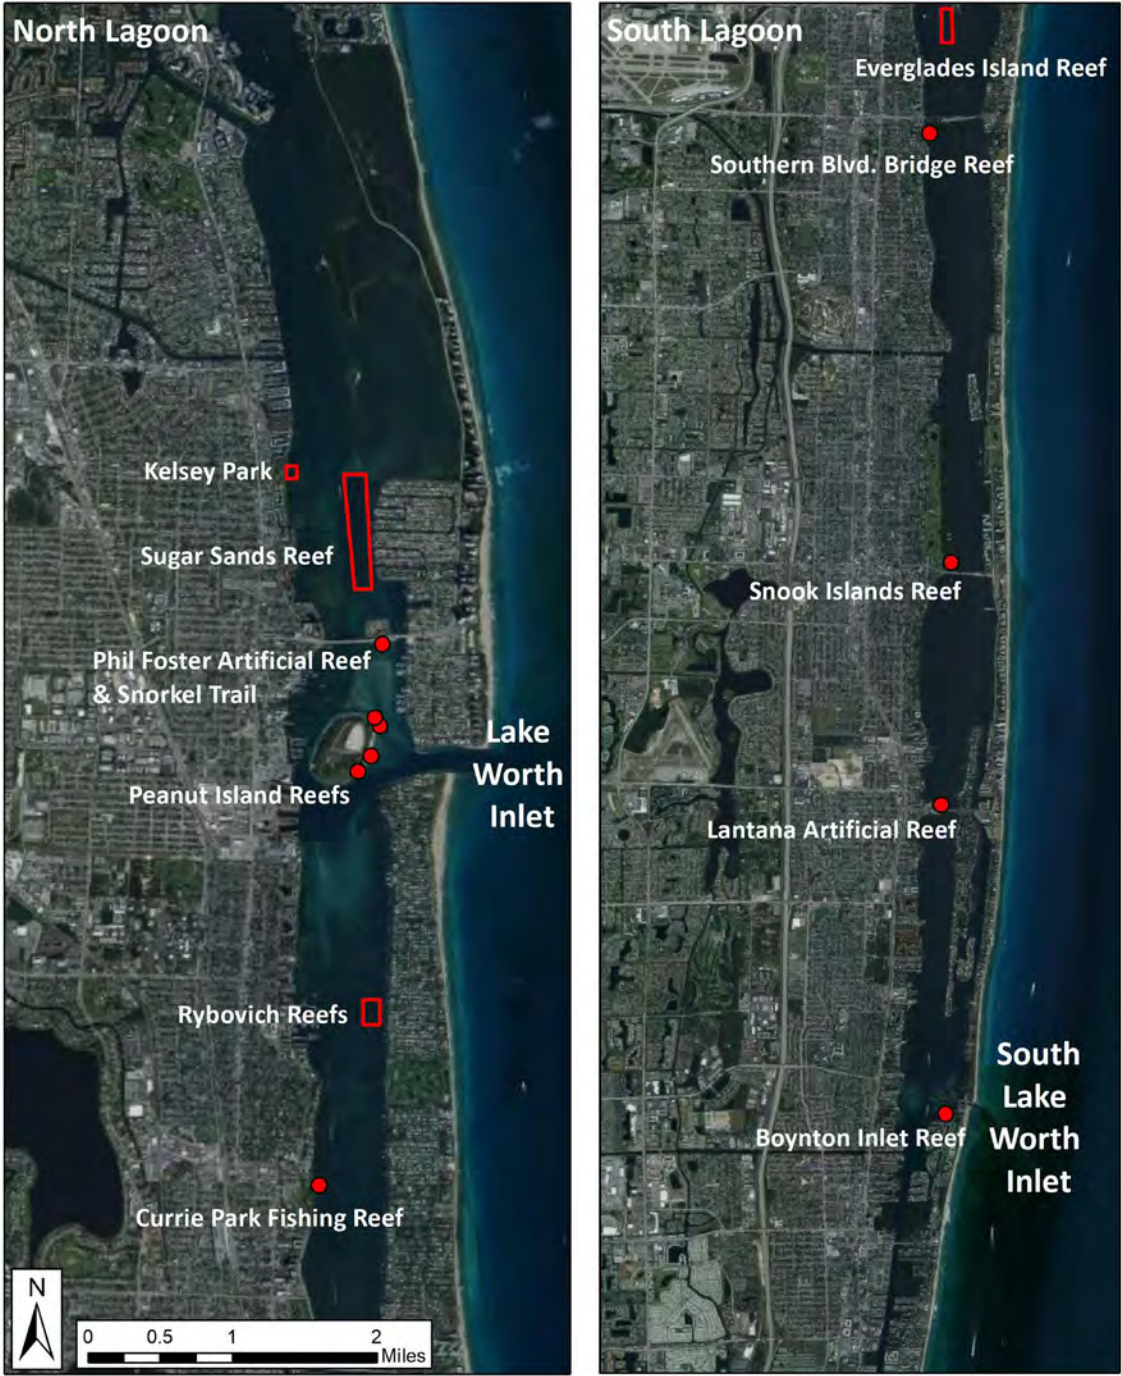 North Lagoon
Kelsey Park
Sugar Sands Reef
Phil Foster Artificial Reef
& Snorkel Trail
Lake
Worth
Inlet
Peanut Island Reefs
Rybovich Reefs
Currie Park Fishing Reef
N
0 0.5 1 2
Miles
South Lagoon
Everglades Island Reef
Southern Blvd. Bridge Reef
Snook Islands Reef
Lantana Artificial Reef
South
Lake
Worth
Inlet
Boynton Inlet Reef